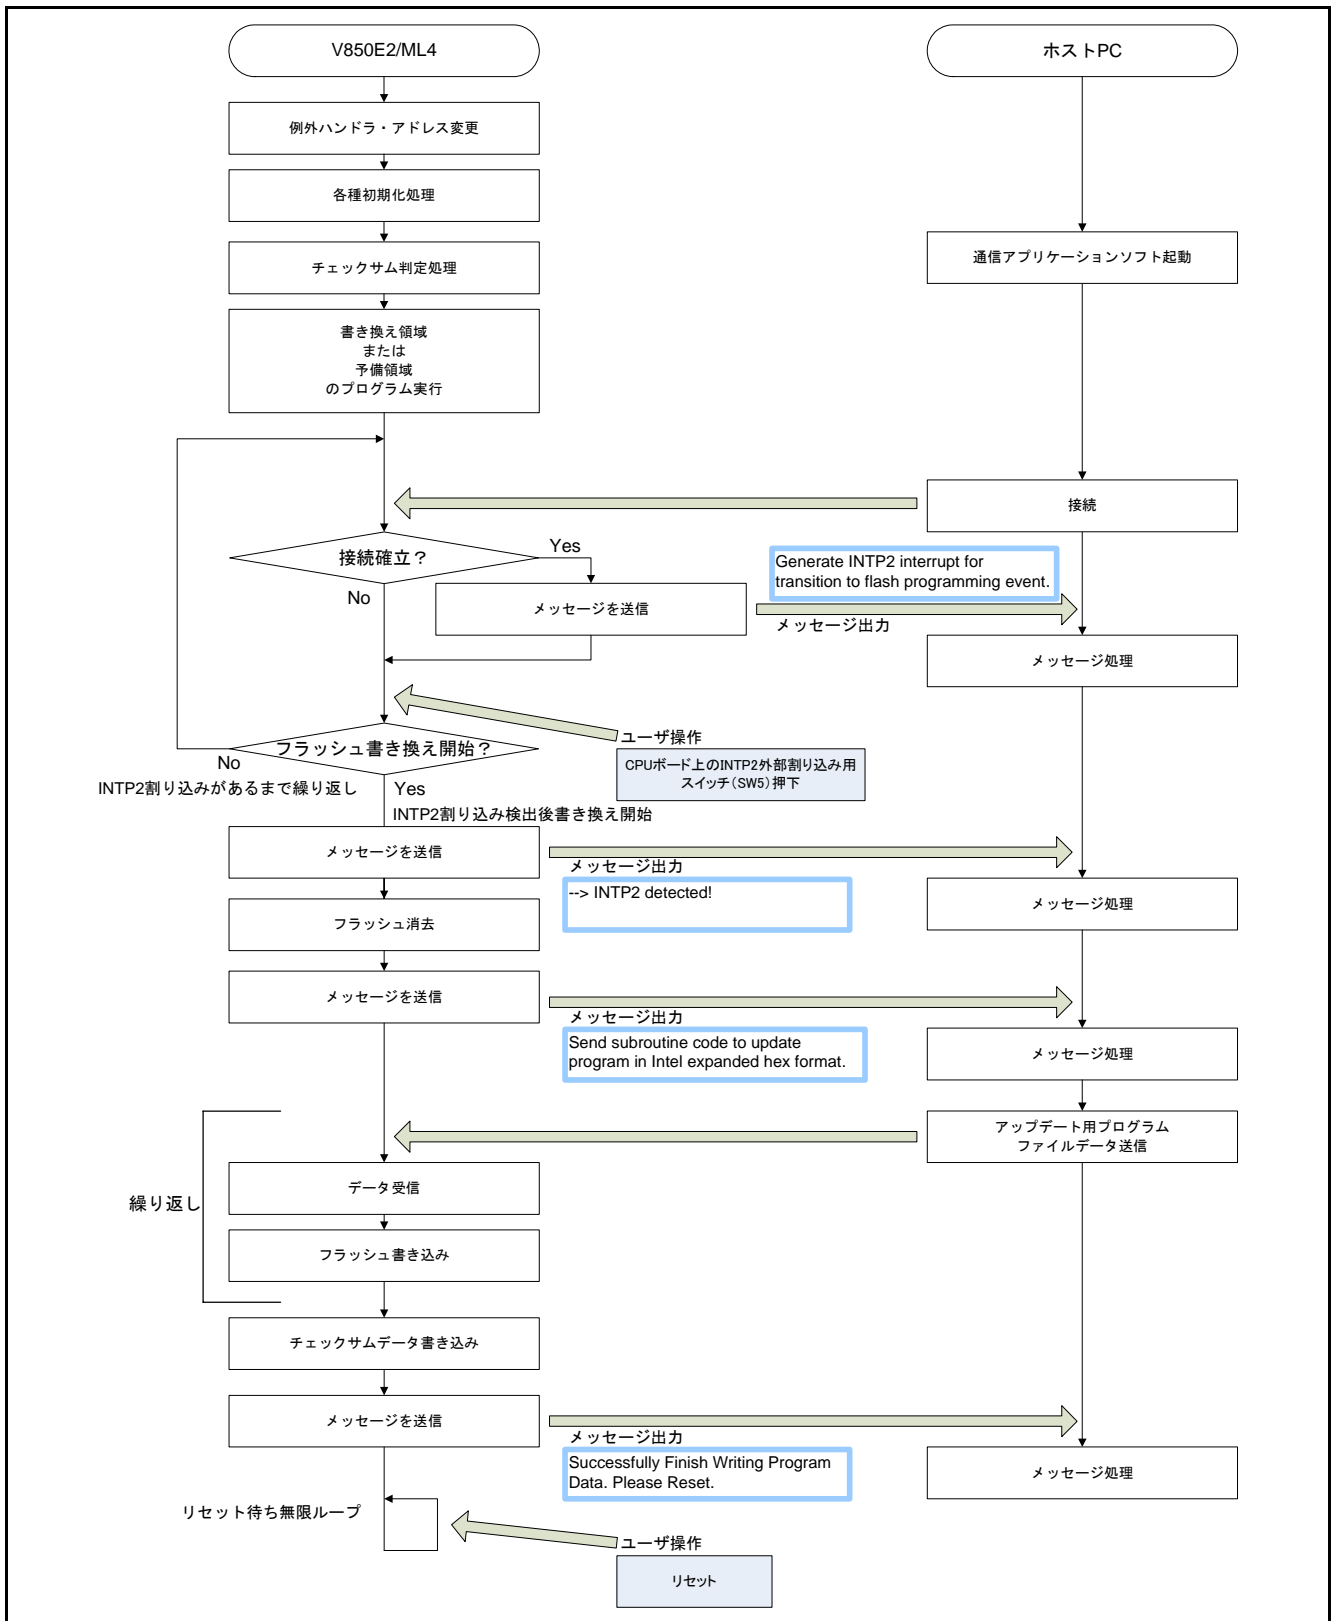 V850E2/ML4
ホストPC
例外ハンドラ・アドレス変更
各種初期化処理
チェックサム判定処理
通信アプリケーションソフト起動
書き換え領域
または
予備領域
のプログラム実行
接続
接続確立？
Yes
No
メッセージを送信
Generate INTP2 interrupt for
transition to flash programming event.
メッセージ出力
メッセージ処理
フラッシュ書き換え開始？
No
INTP2割り込みがあるまで繰り返し
Yes
INTP2割り込み検出後書き換え開始
ユーザ操作
CPUボード上のINTP2外部割り込み用
スイッチ（SW5）押下
メッセージを送信
メッセージ出力
--> INTP2 detected!
メッセージ処理
フラッシュ消去
メッセージを送信
メッセージ出力
Send subroutine code to update
program in Intel expanded hex format.
メッセージ処理
アップデート用プログラム
ファイルデータ送信
繰り返し
データ受信
フラッシュ書き込み
チェックサムデータ書き込み
メッセージを送信
メッセージ出力
Successfully Finish Writing Program
Data. Please Reset.
メッセージ処理
リセット待ち無限ループ
ユーザ操作
リセット